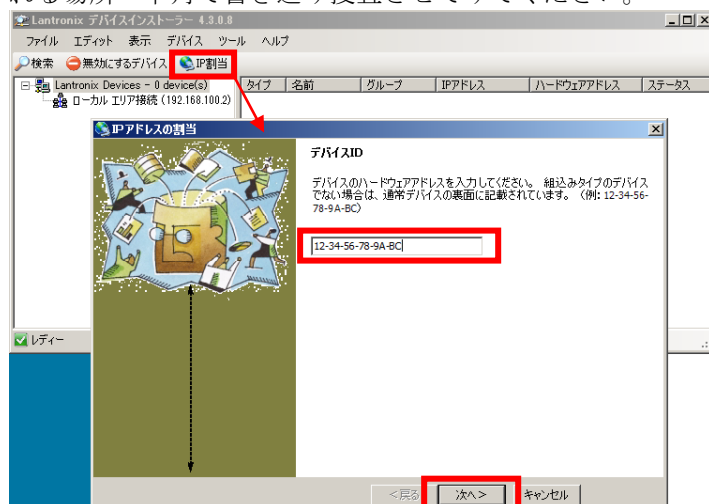 Lantronix デバイスインストーラー 4.3.0.8
ファイル エディット 表示 デバイス ツール ヘルプ
検索 無効にするデバイス IP割当
Lantronix Devices - 0 device(s)
ローカル エリア接続 (192.168.100.2)
タイプ 名前 グループ IPアドレス ハードウェアアドレス ステータス
IPアドレスの割当
デバイスID
デバイスのハードウェアアドレスを入力してください。 組込みタイプのデバイス
でない場合は、通常デバイスの裏面に記載されています。 (例: 12-34-56-
78-9A-BC)
12-34-56-78-9A-BC
レディー
<戻る 次へ> キャンセル